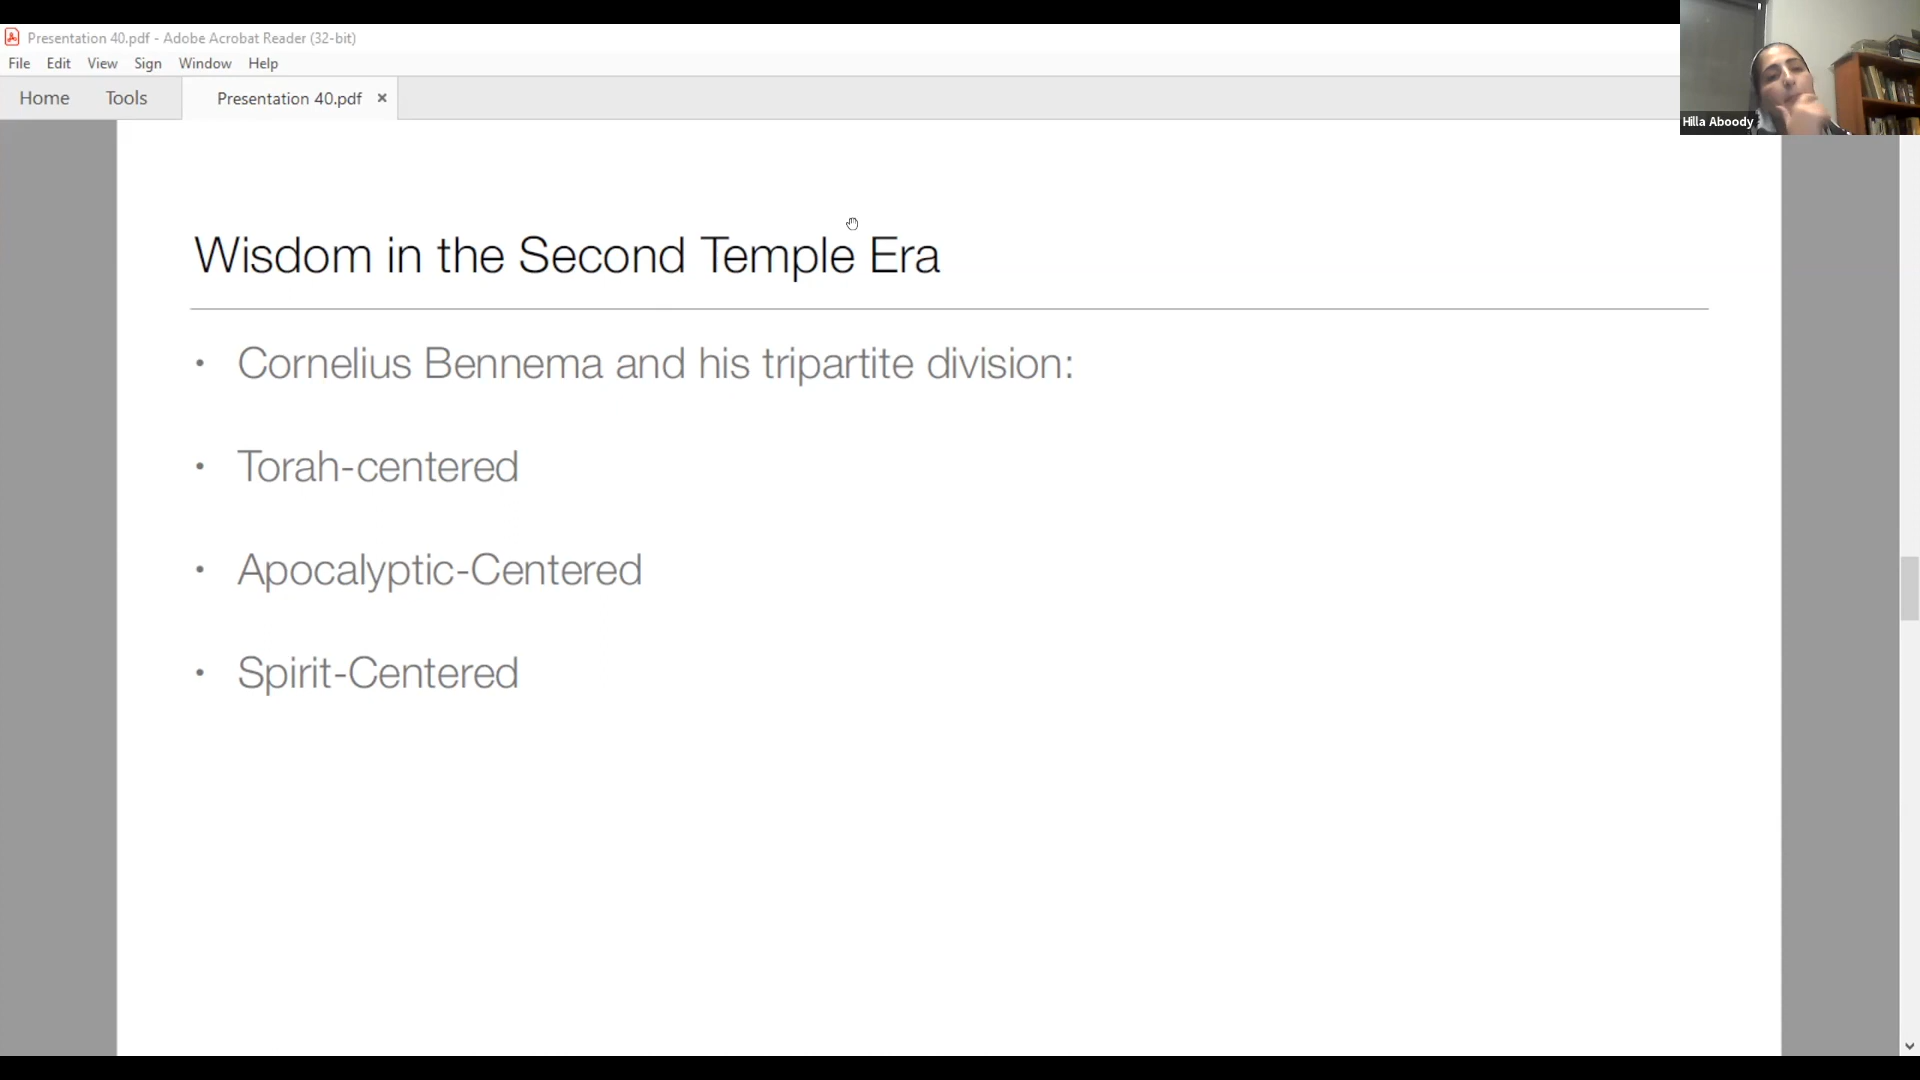 Presentation 40.pdf - Adobe Acrobat Reader (32-bit)
File Edit View Sign Window Help
Home Tools Presentation 40.pdf ×
Hilla Aboody
Wisdom in the Second Temple Era
• Cornelius Bennema and his tripartite division:
• Torah-centered
• Apocalyptic-Centered
• Spirit-Centered